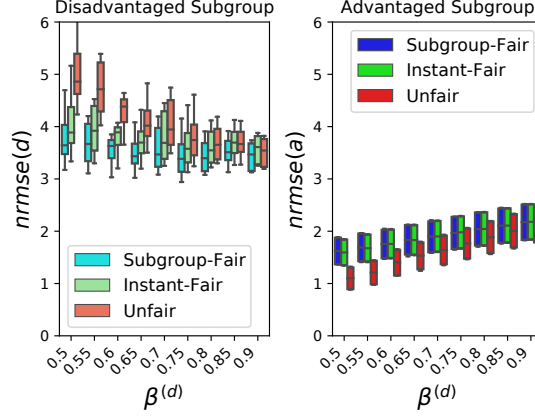 Disadvantaged Subgroup
nrmse(d)
6
5
4
3
2
1
0
Subgroup-Fair
Instant-Fair
Unfair
0.5
0.55
0.6
0.65
0.7
0.75
0.8
0.85
0.9
β^(d)
Advantaged Subgroup
nrmse(a)
6
5
4
3
2
1
0
Subgroup-Fair
Instant-Fair
Unfair
0.5
0.55
0.6
0.65
0.7
0.75
0.8
0.85
0.9
β^(d)